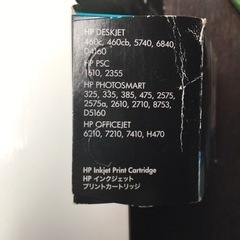 HP DESKJET
460c, 460cb, 5740, 6840,
D4160
HP PSC
1610, 2355
HP PHOTOSMART
325, 335, 385, 475, 2575,
2575a, 2610, 2710, 8753,
D5160
HP OFFICEJET
6210, 7210, 7410, H470
HP Inkjet Print Cartridge
HP インクジェット
プリントカートリッジ